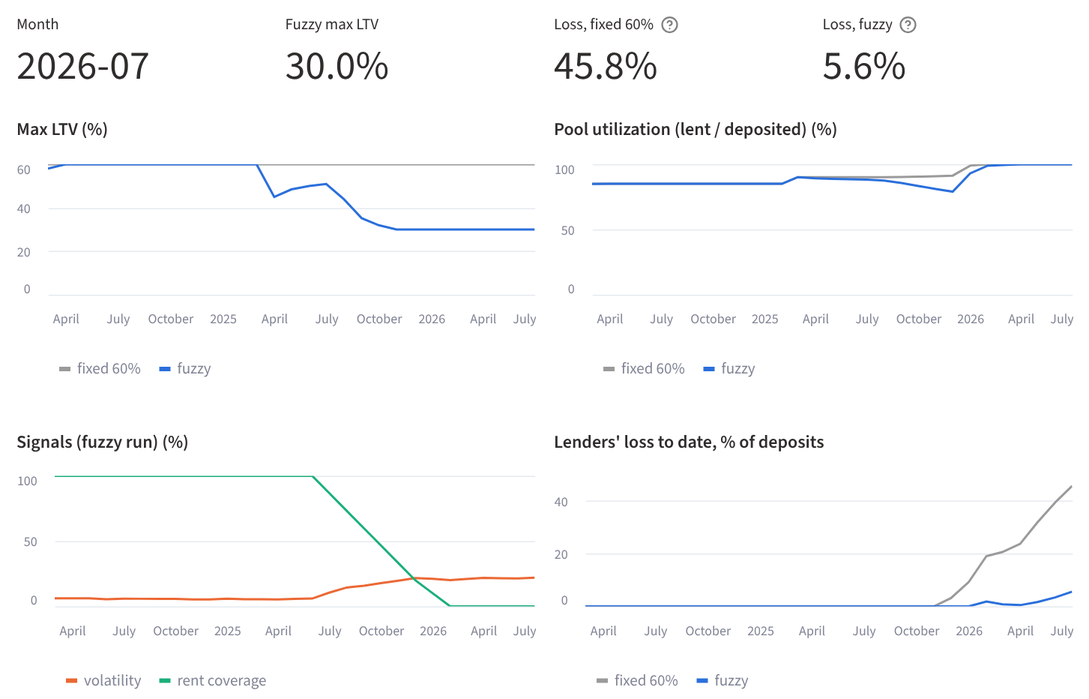 Month
Fuzzy max LTV
Loss, fixed 60% ?
Loss, fuzzy ?
2026-07
30.0%
45.8%
5.6%
Max LTV (%)
60
40
20
0
April July October 2025 April July October 2026 April July
fixed 60% fuzzy
Pool utilization (lent / deposited) (%)
100
50
0
April July October 2025 April July October 2026 April July
fixed 60% fuzzy
Signals (fuzzy run) (%)
100
50
0
April July October 2025 April July October 2026 April July
volatility rent coverage
Lenders' loss to date, % of deposits
40
20
0
April July October 2025 April July October 2026 April July
fixed 60% fuzzy